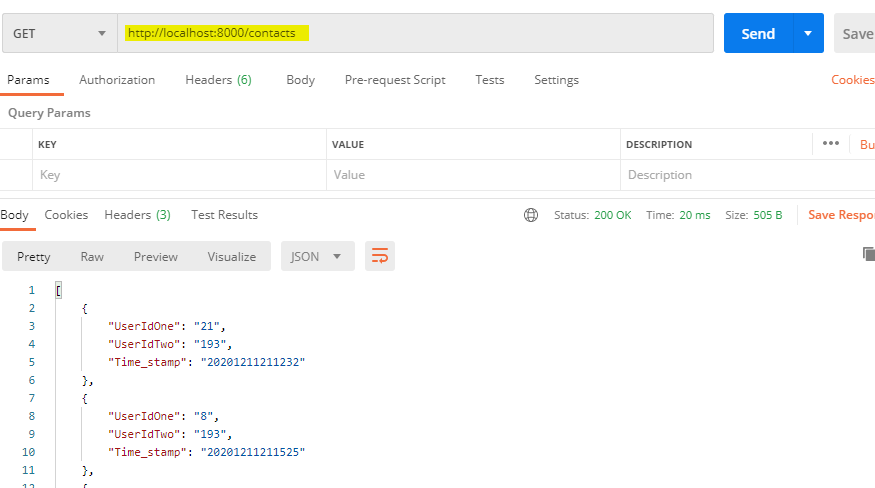 GET http://localhost:8000/contacts Send Save
Params Authorization Headers (6) Body Pre-request Script Tests Settings Cookies
Query Params
KEY VALUE DESCRIPTION ••• Bu
Key Value Description
Body Cookies Headers (3) Test Results Status: 200 OK Time: 20 ms Size: 505 B Save Respo
Pretty Raw Preview Visualize JSON
1 [
2 {
3 "UserIdOne": "21",
4 "UserIdTwo": "193",
5 "Time_stamp": "20201211211232"
6 },
7 {
8 "UserIdOne": "8",
9 "UserIdTwo": "193",
10 "Time_stamp": "20201211211525"
11 },
12 {